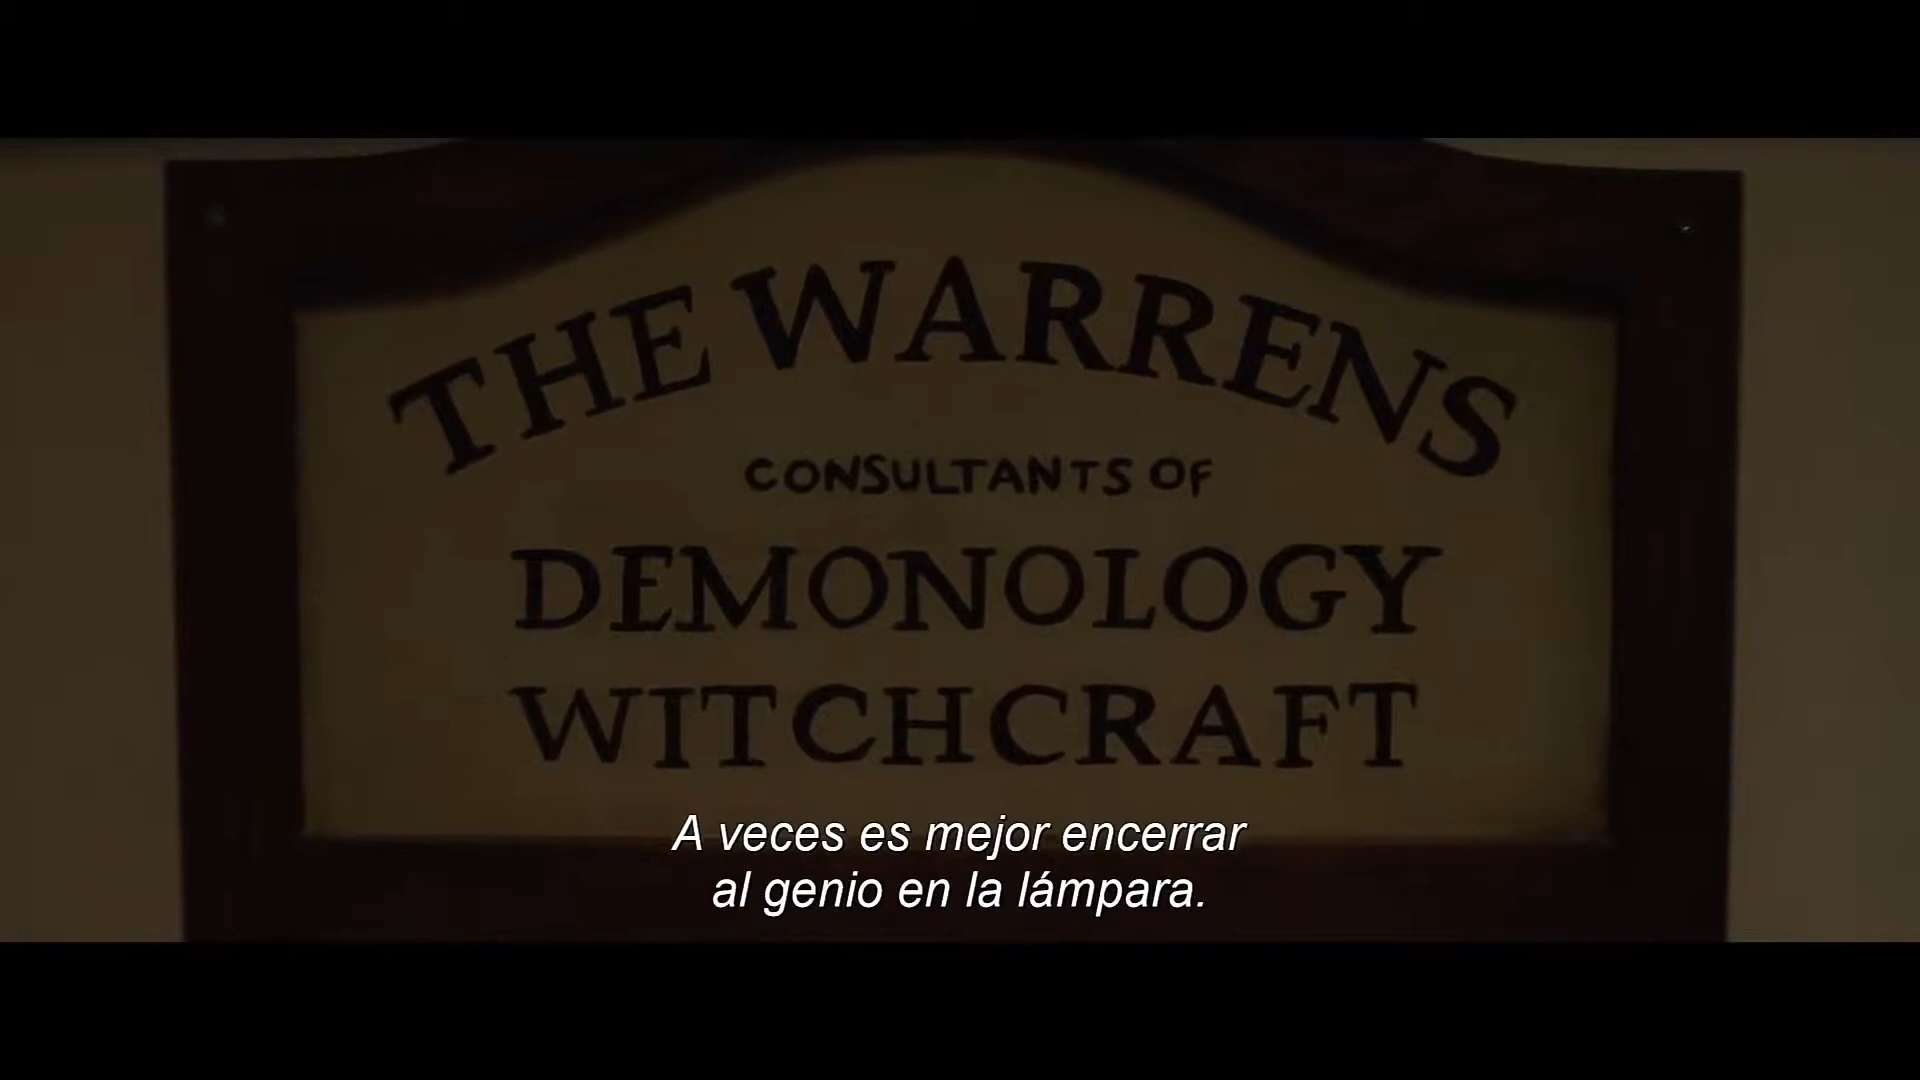 THE WARRENS
CONSULTANTS OF
DEMONOLOGY
WITCHCRAFT
A veces es mejor encerrar
al genio en la lámpara.